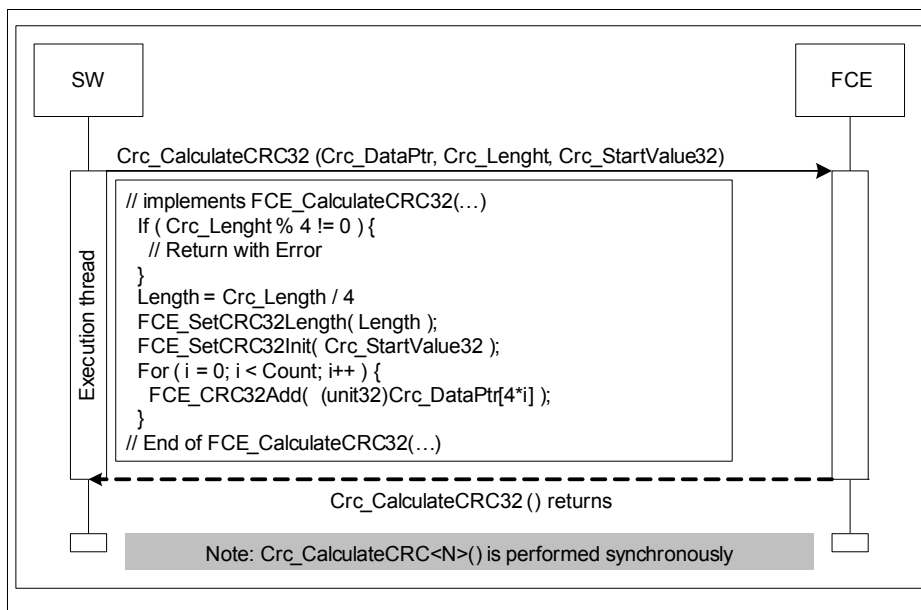 SW
FCE
Crc_CalculateCRC32 (Crc_DataPtr, Crc_Lenght, Crc_StartValue32)
Execution thread
// implements FCE_CalculateCRC32(…)
If ( Crc_Lenght % 4 != 0 ) {
// Return with Error
}
Length = Crc_Length / 4
FCE_SetCRC32Length( Length );
FCE_SetCRC32Init( Crc_StartValue32 );
For ( i = 0; i < Count; i++ ) {
FCE_CRC32Add( (unit32)Crc_DataPtr[4*i] );
}
// End of FCE_CalculateCRC32(…)
Crc_CalculateCRC32 () returns
Note: Crc_CalculateCRC<N>() is performed synchronously